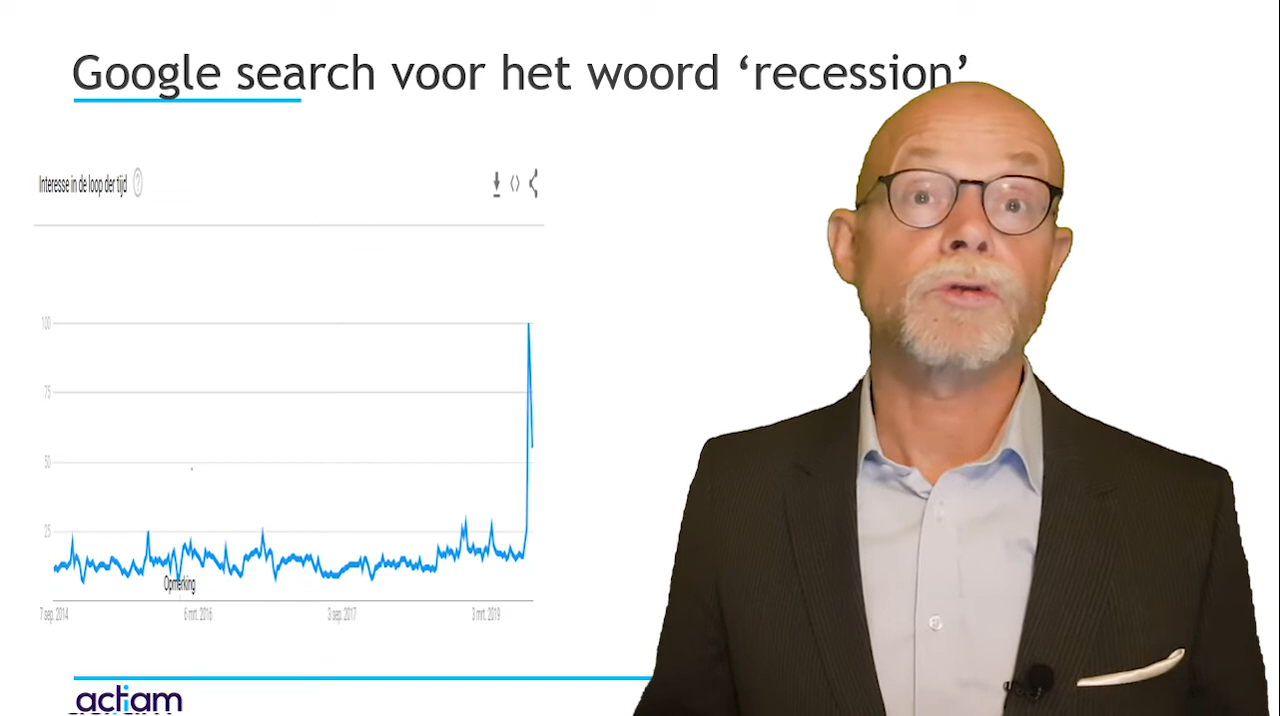 Google search voor het woord ‘recession’
Interesse in de loop der tijd ?
100
75
50
25
Opmerking
7 sep. 2014 6 mrt. 2016 3 sep. 2017 3 mrt. 2019
actiam